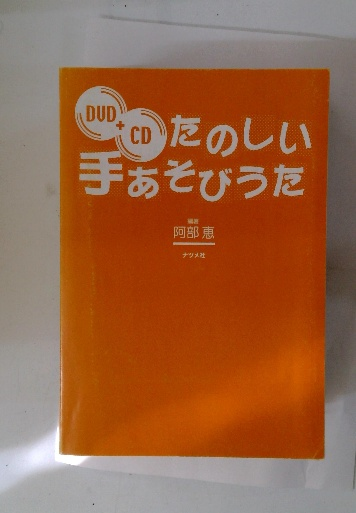 DVD
+
CD
たのしい
手あそびうた
編著
阿部 恵
ナツメ社